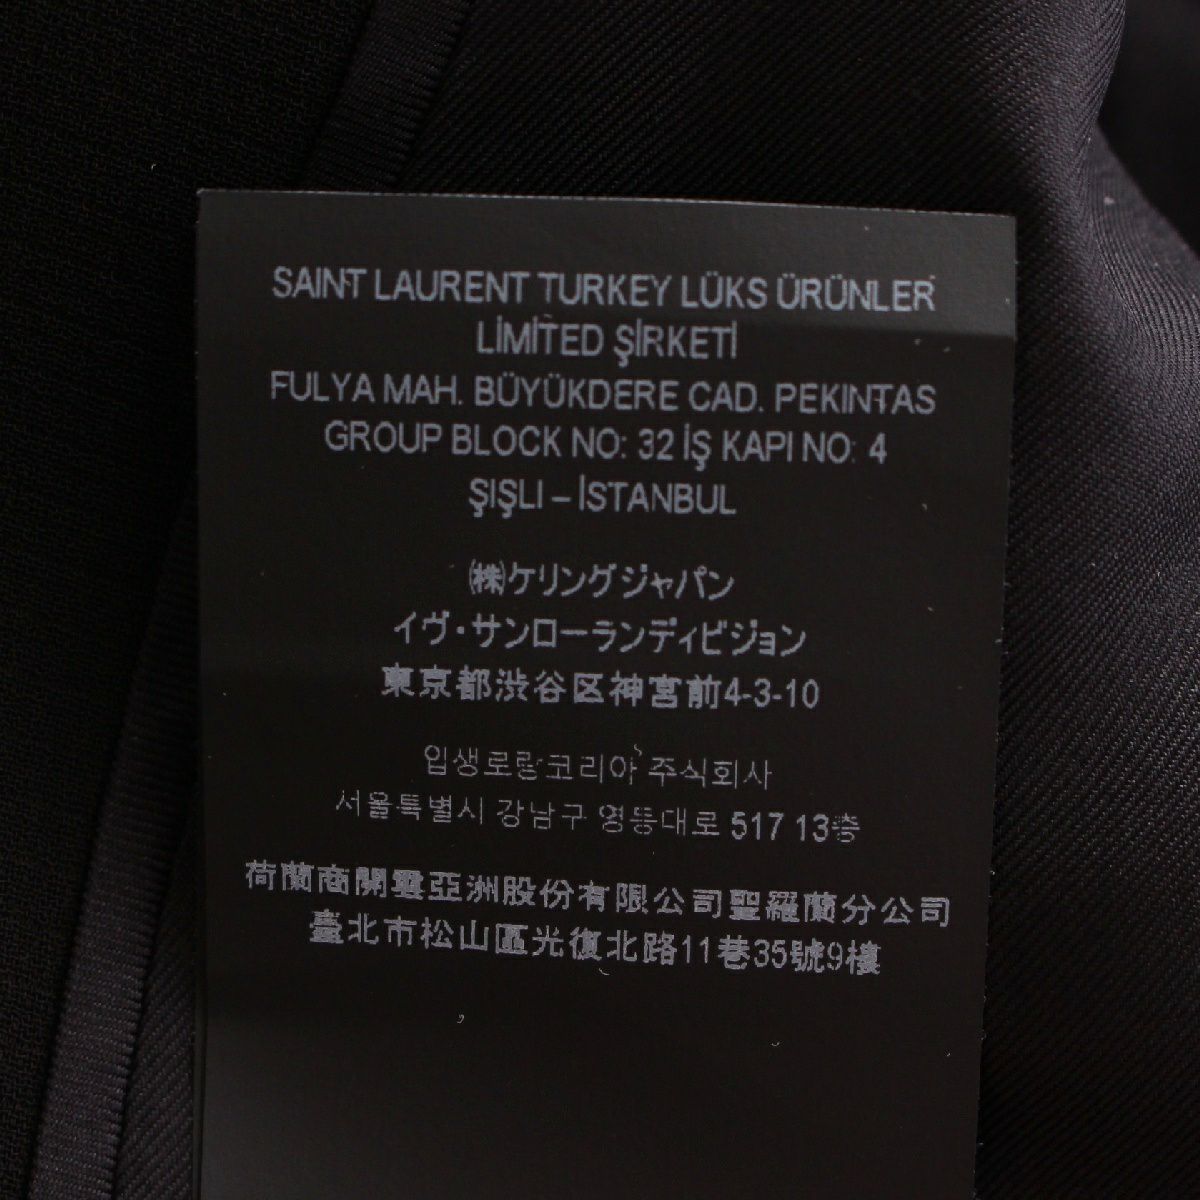 SAINT LAURENT TURKEY LÜKS ÜRÜNLER
LİMİTED ŞİRKETİ
FULYA MAH. BÜYÜKDERE CAD. PEKINTAS
GROUP BLOCK NO: 32 İŞ KAPI NO: 4
ŞIŞLI – İSTANBUL
㈱ケリングジャパン
イヴ・サンローランディビジョン
東京都渋谷区神宮前4-3-10
입생로랑코리아 주식회사
서울특별시 강남구 영동대로 517 13층
荷蘭商開雲亞洲股份有限公司聖羅蘭分公司
臺北市松山區光復北路11巷35號9樓